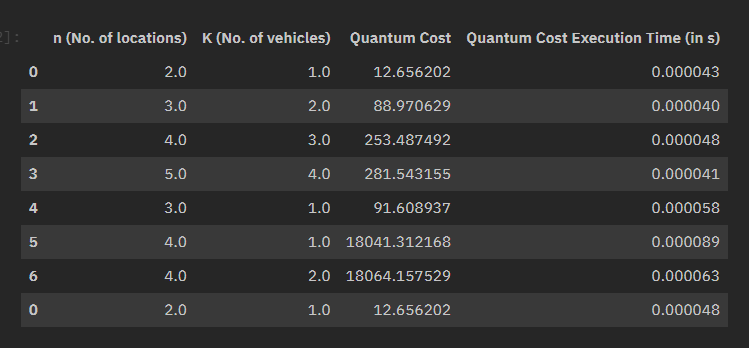 2]:
n (No. of locations) K (No. of vehicles) Quantum Cost Quantum Cost Execution Time (in s)
0 2.0 1.0 12.656202 0.000043
1 3.0 2.0 88.970629 0.000040
2 4.0 3.0 253.487492 0.000048
3 5.0 4.0 281.543155 0.000041
4 3.0 1.0 91.608937 0.000058
5 4.0 1.0 18041.312168 0.000089
6 4.0 2.0 18064.157529 0.000063
0 2.0 1.0 12.656202 0.000048